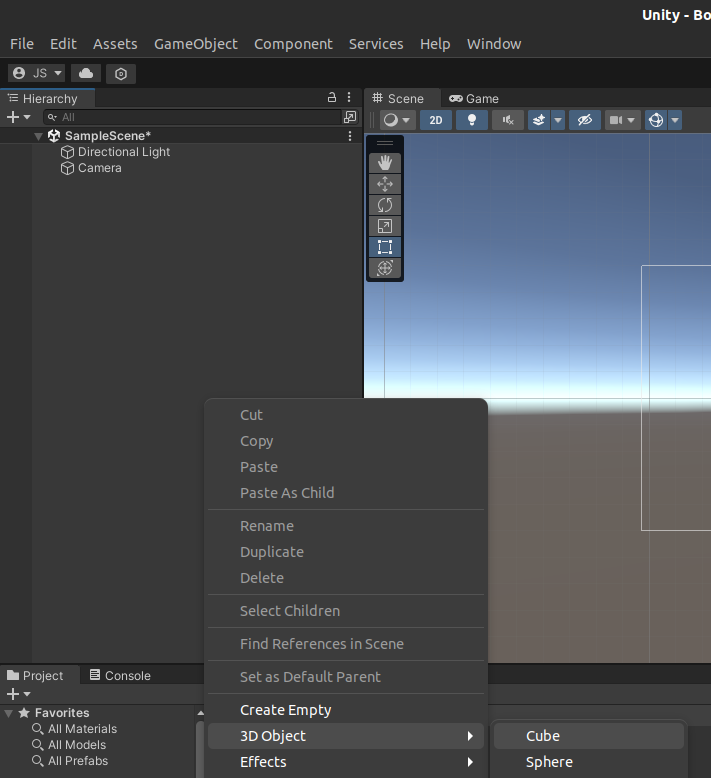 Unity - Bo
File Edit Assets GameObject Component Services Help Window
JS
Hierarchy
Scene
Game
All
2D
SampleScene*
Directional Light
Camera
Cut
Copy
Paste
Paste As Child
Rename
Duplicate
Delete
Select Children
Find References in Scene
Set as Default Parent
Create Empty
3D Object
Effects
Cube
Sphere
Project
Console
Favorites
All Materials
All Models
All Prefabs